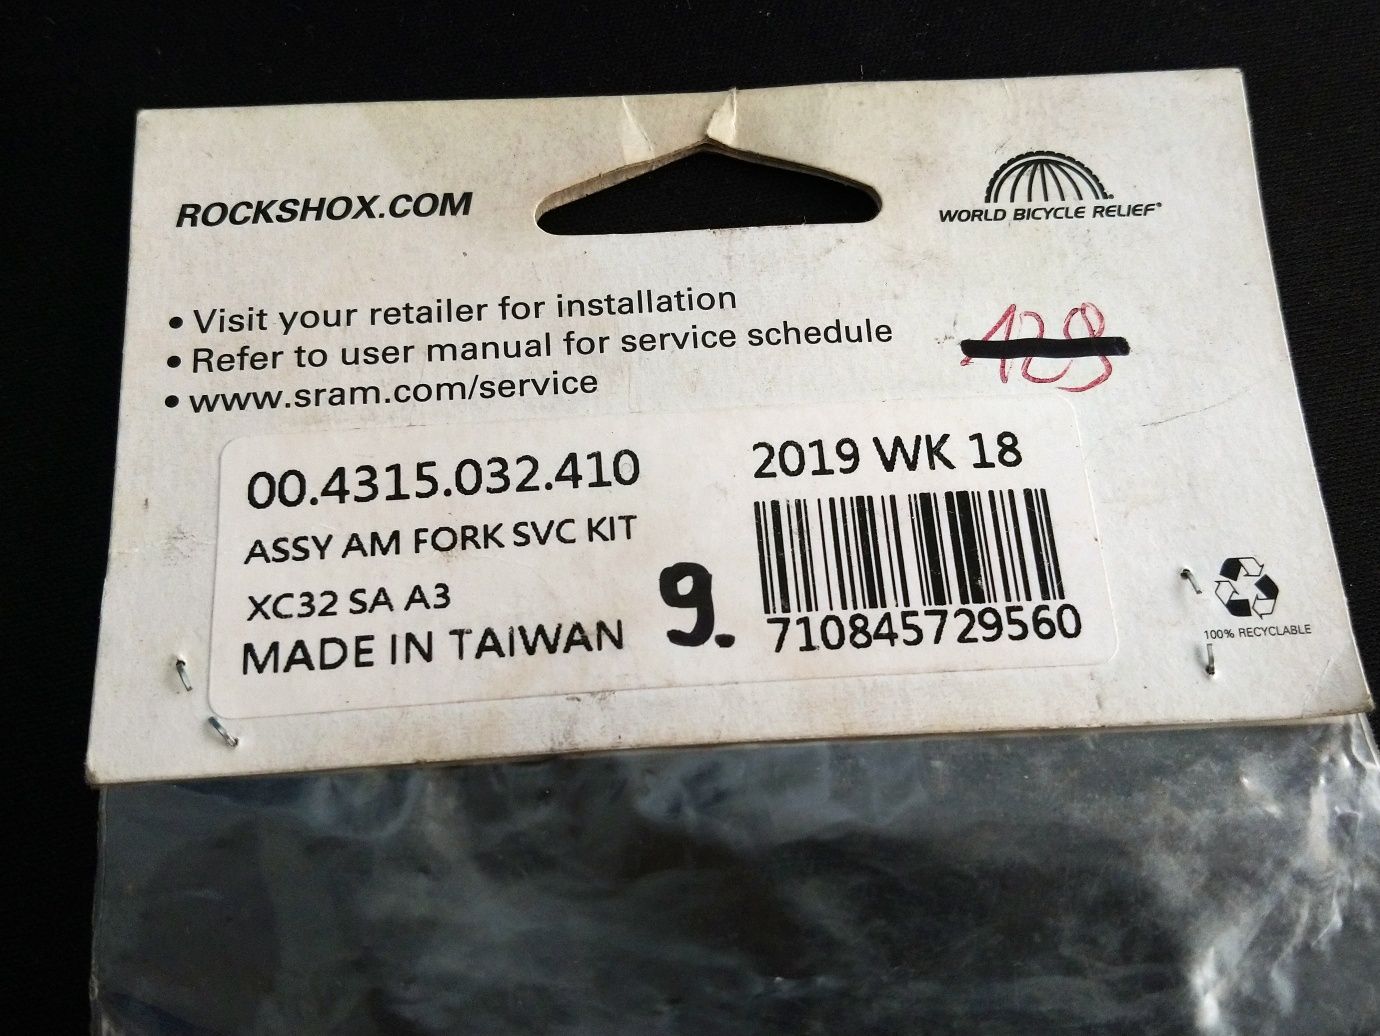 ROCKSHOX.COM
WORLD BICYCLE RELIEF®
• Visit your retailer for installation
• Refer to user manual for service schedule
• www.sram.com/service
128
00.4315.032.410
2019 WK 18
ASSY AM FORK SVC KIT
XC32 SA A3
MADE IN TAIWAN
9.
710845729560
100% RECYCLABLE